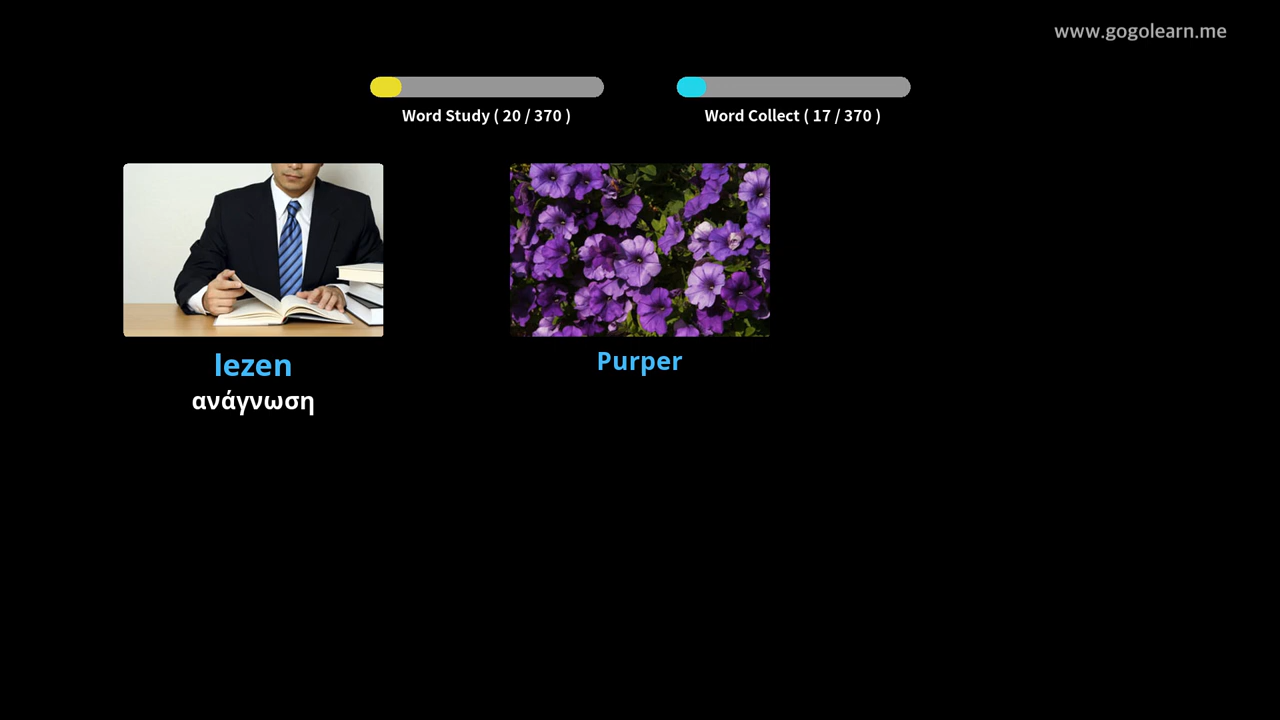 www.gogolearn.me
Word Study ( 20 / 370 )
Word Collect ( 17 / 370 )
lezen
ανάγνωση
Purper